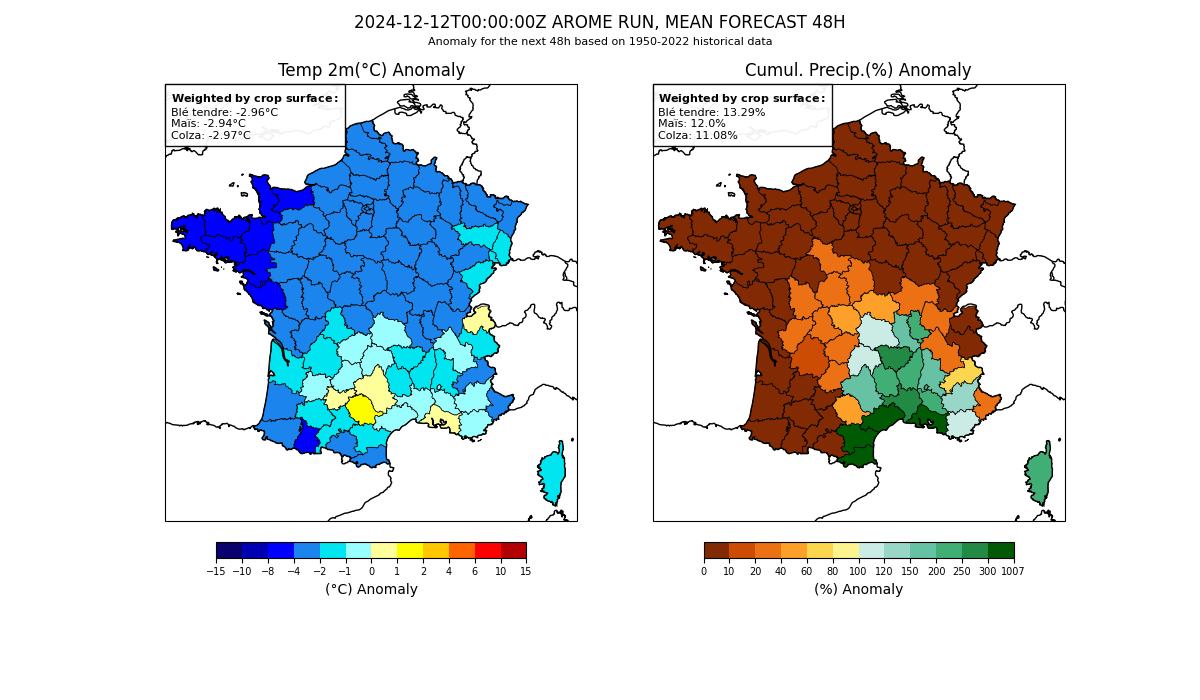 2024-12-12T00:00:00Z AROME RUN, MEAN FORECAST 48H
Anomaly for the next 48h based on 1950-2022 historical data
Temp 2m(°C) Anomaly
Weighted by crop surface:
Blé tendre: -2.96°C
Maïs: -2.94°C
Colza: -2.97°C
−15 −10 −8 −4 −2 −1 0 1 2 4 6 10 15
(°C) Anomaly
Cumul. Precip.(%) Anomaly
Weighted by crop surface:
Blé tendre: 13.29%
Maïs: 12.0%
Colza: 11.08%
0 10 20 40 60 80 100 120 150 200 250 300 1007
(%) Anomaly